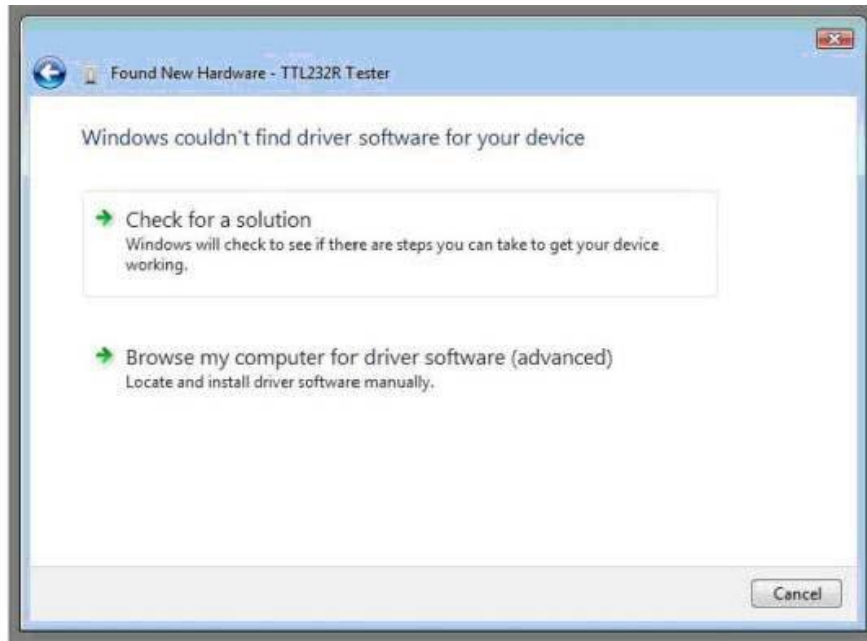 Found New Hardware - TTL232R Tester
Windows couldn't find driver software for your device
Check for a solution
Windows will check to see if there are steps you can take to get your device
working.
Browse my computer for driver software (advanced)
Locate and install driver software manually.
Cancel